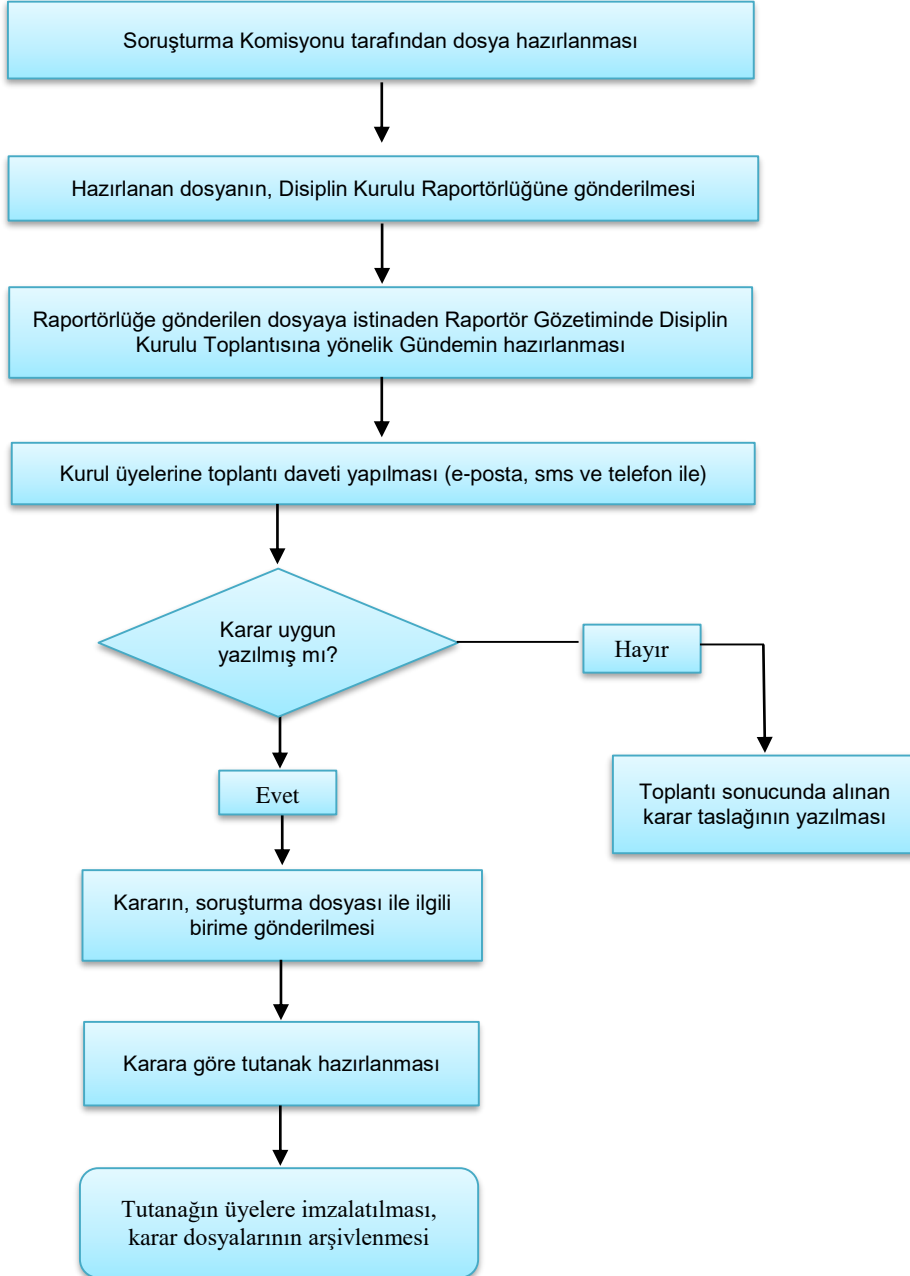 Soruşturma Komisyonu tarafından dosya hazırlanması
Hazırlanan dosyanın, Disiplin Kurulu Raportörlüğüne gönderilmesi
Raportörlüğe gönderilen dosyaya istinaden Raportör Gözetiminde Disiplin
Kurulu Toplantısına yönelik Gündemin hazırlanması
Kurul üyelerine toplantı daveti yapılması (e-posta, sms ve telefon ile)
Karar uygun
yazılmış mı?
Hayır
Toplantı sonucunda alınan
karar taslağının yazılması
Evet
Kararın, soruşturma dosyası ile ilgili
birime gönderilmesi
Karara göre tutanak hazırlanması
Tutanağın üyelere imzalatılması,
karar dosyalarının arşivlenmesi